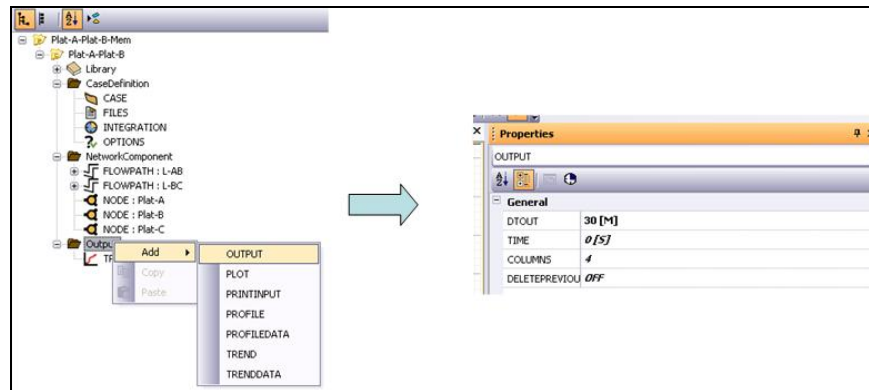 Plat-A-Plat-B-Mem
Plat-A-Plat-B
Library
CaseDefinition
CASE
FILES
INTEGRATION
OPTIONS
NetworkComponent
FLOWPATH : L-AB
FLOWPATH : L-BC
NODE : Plat-A
NODE : Plat-B
NODE : Plat-C
Outpu
Add
Copy
Paste
OUTPUT
PLOT
PRINTINPUT
PROFILE
PROFILEDATA
TREND
TRENDDATA
Properties
OUTPUT
General
DTOUT 30 [M]
TIME 0 [S]
COLUMNS 4
DELETEPREVIOU OFF